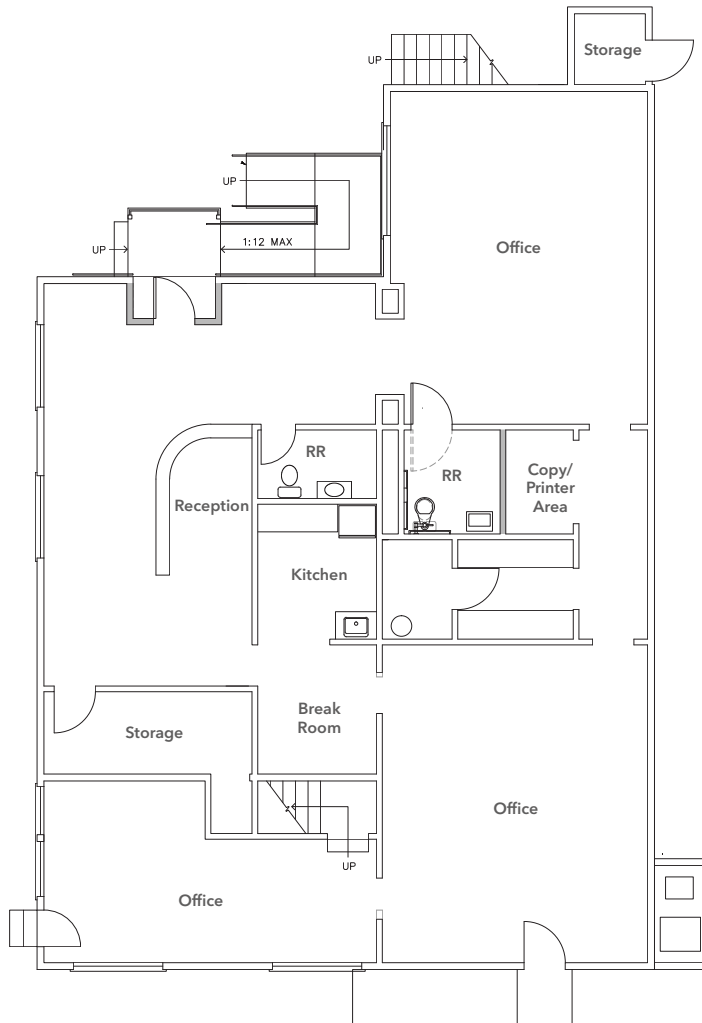 Storage
UP
UP
UP
1:12 MAX
Office
RR
RR
Copy/
Printer
Area
Reception
Kitchen
Break
Room
Storage
Office
UP
Office